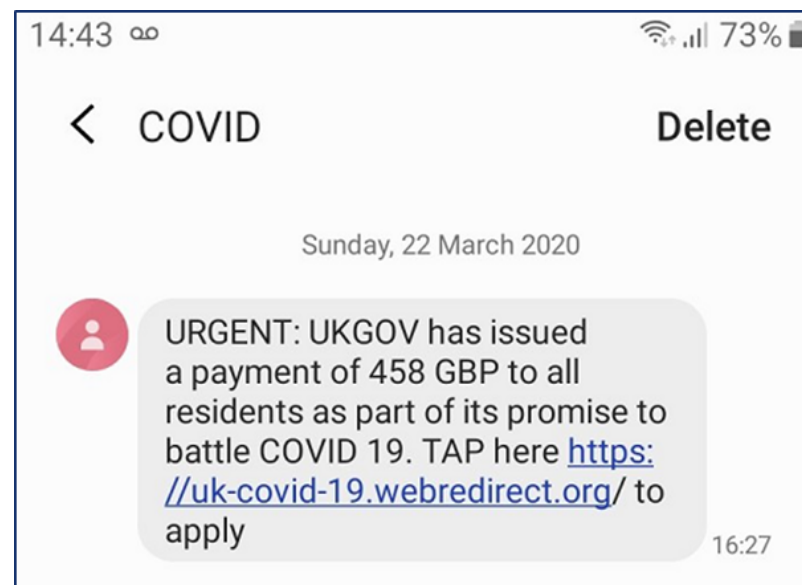 14:43 73%
COVID Delete
Sunday, 22 March 2020
URGENT: UKGOV has issued
a payment of 458 GBP to all
residents as part of its promise to
battle COVID 19. TAP here https:
//uk-covid-19.webredirect.org/ to
apply
16:27